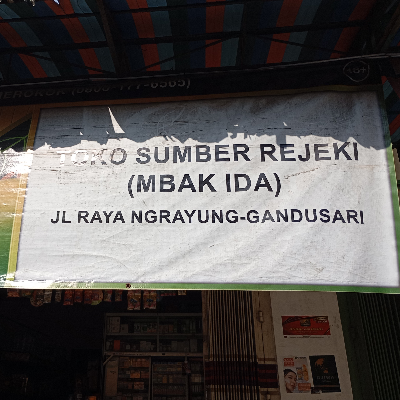 TOKO SUMBER REJEKI
(MBAK IDA)
JL RAYA NGRAYUNG-GANDUSARI